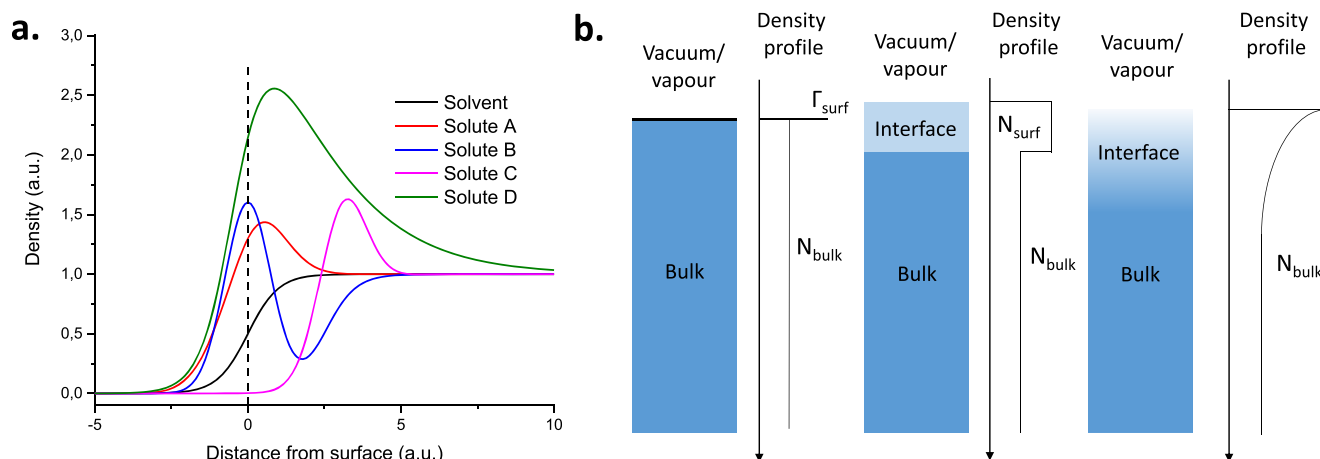 a.
3,0
2,5
2,0
1,5
1,0
0,5
0,0
-5
0
5
10
Density (a.u.)
Distance from surface (a.u.)
Solvent
Solute A
Solute B
Solute C
Solute D
b.
Vacuum/
vapour
Bulk
Density
profile
Γsurf
Nbulk
Vacuum/
vapour
Interface
Bulk
Density
profile
Nsurf
Nbulk
Vacuum/
vapour
Interface
Bulk
Density
profile
Nbulk